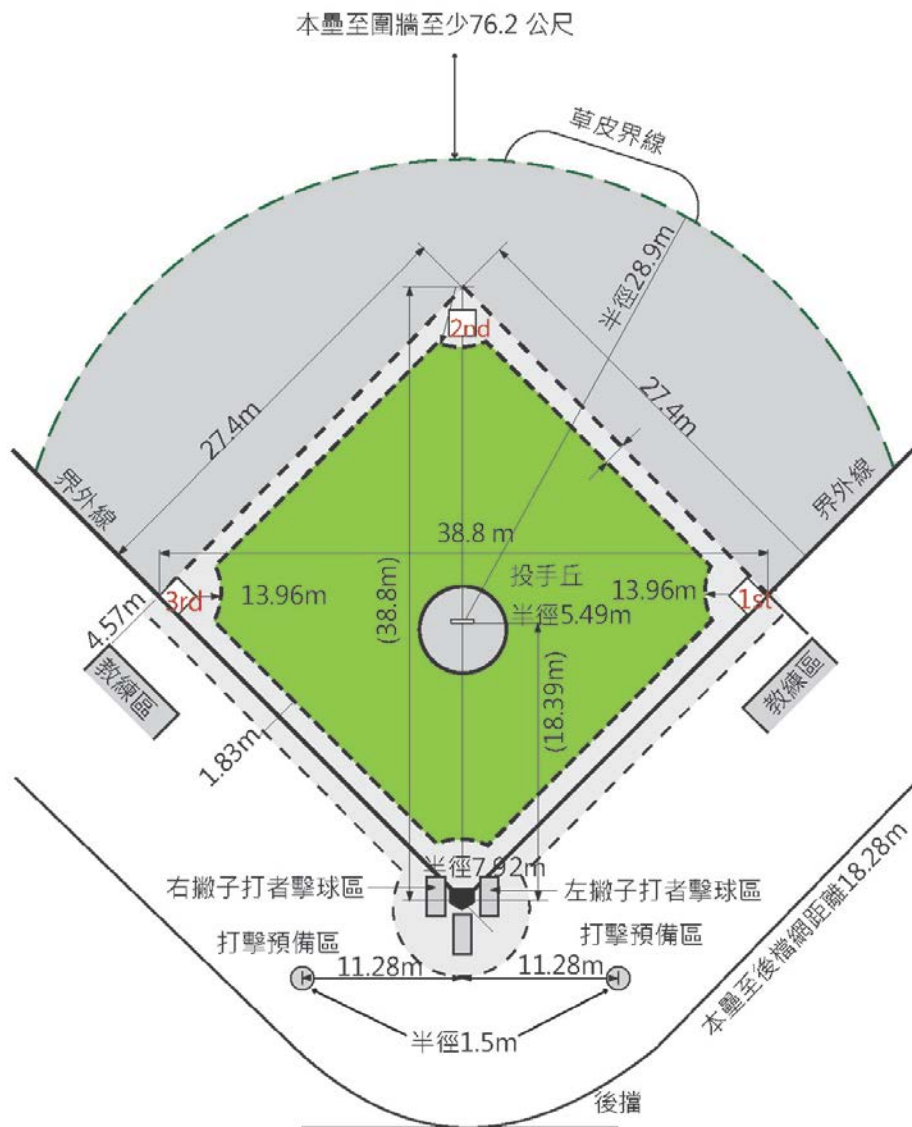 本壘至圍牆至少76.2 公尺
草皮界線
半徑28.9m
2nd
27.4m
27.4m
界外線
界外線
38.8 m
投手丘
3rd
13.96m
13.96m
1st
半徑5.49m
(38.8m)
4.57m
教練區
教練區
(18.39m)
1.83m
半徑7.92m
右撇子打者擊球區
左撇子打者擊球區
打擊預備區
打擊預備區
11.28m
11.28m
本壘至後檔網距離18.28m
半徑1.5m
後擋